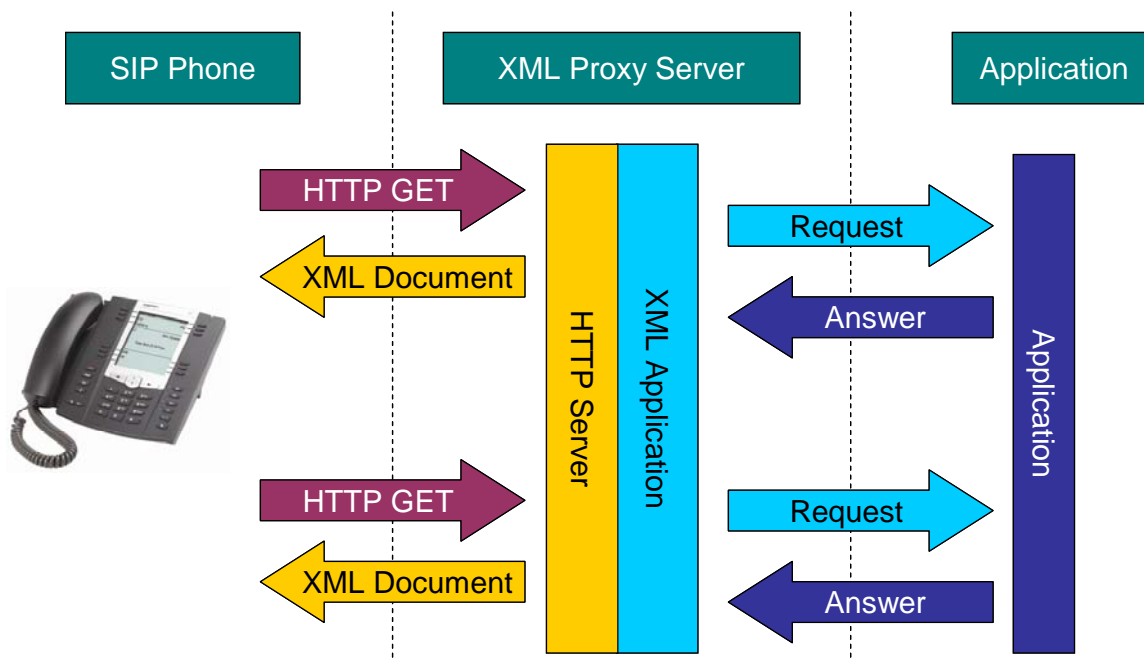 SIP Phone
XML Proxy Server
Application
HTTP GET
Request
XML Document
Answer
HTTP Server
XML Application
Application
HTTP GET
Request
XML Document
Answer